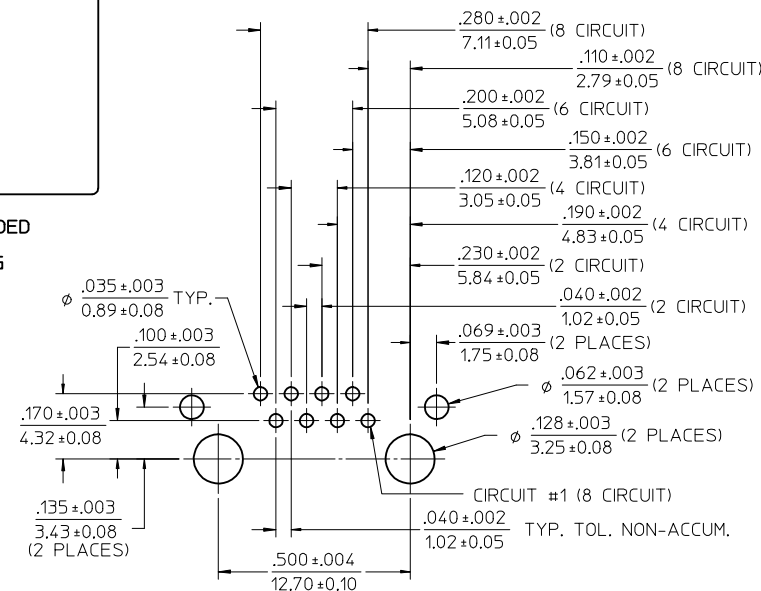 .280±.002
7.11±0.05
(8 CIRCUIT)
.110±.002
2.79±0.05
(8 CIRCUIT)
.200±.002
5.08±0.05
(6 CIRCUIT)
.150±.002
3.81±0.05
(6 CIRCUIT)
.120±.002
3.05±0.05
(4 CIRCUIT)
.190±.002
4.83±0.05
(4 CIRCUIT)
.230±.002
5.84±0.05
(2 CIRCUIT)
.040±.002
1.02±0.05
(2 CIRCUIT)
.069±.003
1.75±0.08
(2 PLACES)
ø .062±.003
1.57±0.08
(2 PLACES)
ø .128±.003
3.25±0.08
(2 PLACES)
CIRCUIT #1 (8 CIRCUIT)
.040±.002
1.02±0.05
TYP. TOL. NON-ACCUM.
ø .035±.003
0.89±0.08
TYP.
.100±.003
2.54±0.08
.170±.003
4.32±0.08
.135±.003
3.43±0.08
(2 PLACES)
.500±.004
12.70±0.10